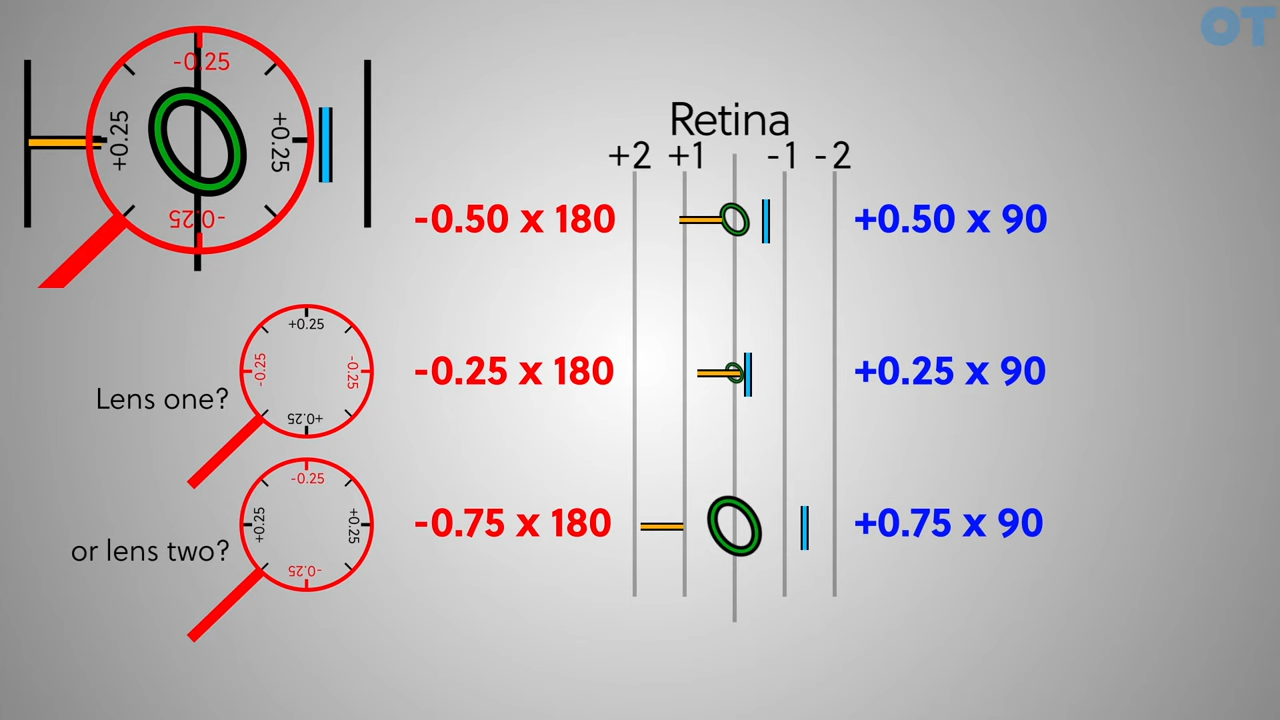 OT
-0.25
+0.25
+0.25
-0.25
Retina
+2 +1 -1 -2
-0.50 x 180
+0.50 x 90
+0.25
-0.25
-0.25
+0.25
Lens one?
-0.25 x 180
+0.25 x 90
-0.25
+0.25
+0.25
-0.25
or lens two?
-0.75 x 180
+0.75 x 90